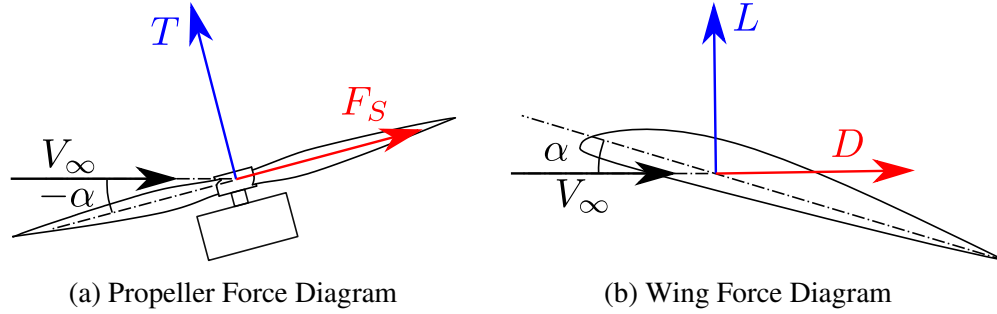 T
F_S
V_∞
-α
(a) Propeller Force Diagram
L
α
D
V_∞
(b) Wing Force Diagram